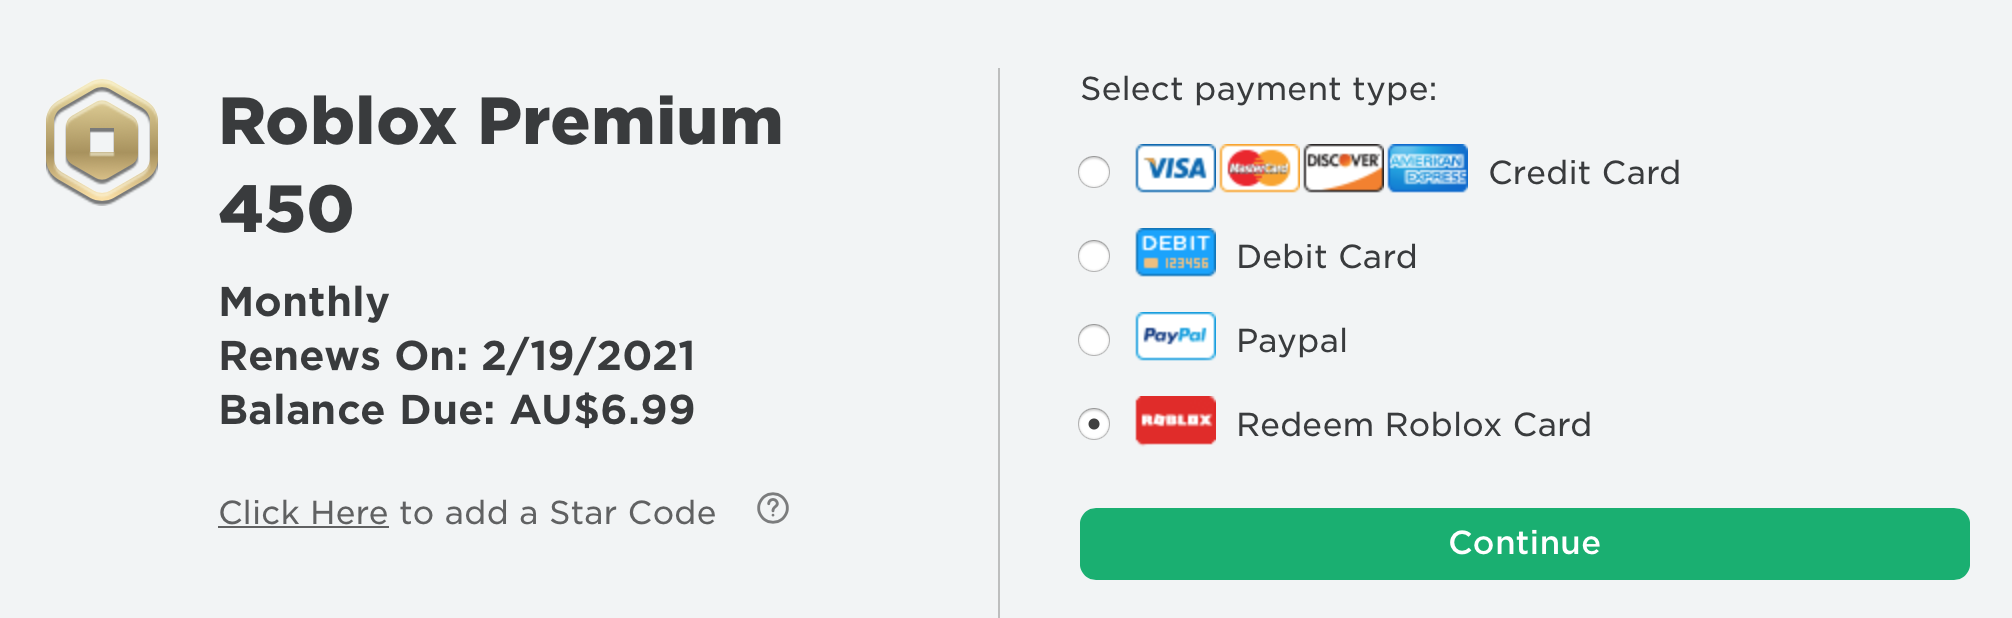 Roblox Premium
450
Monthly
Renews On: 2/19/2021
Balance Due: AU$6.99
Click Here to add a Star Code ?
Select payment type:
VISA MasterCard DISCOVER AMERICAN EXPRESS Credit Card
DEBIT 123456 Debit Card
PayPal Paypal
ROBLOX Redeem Roblox Card
Continue